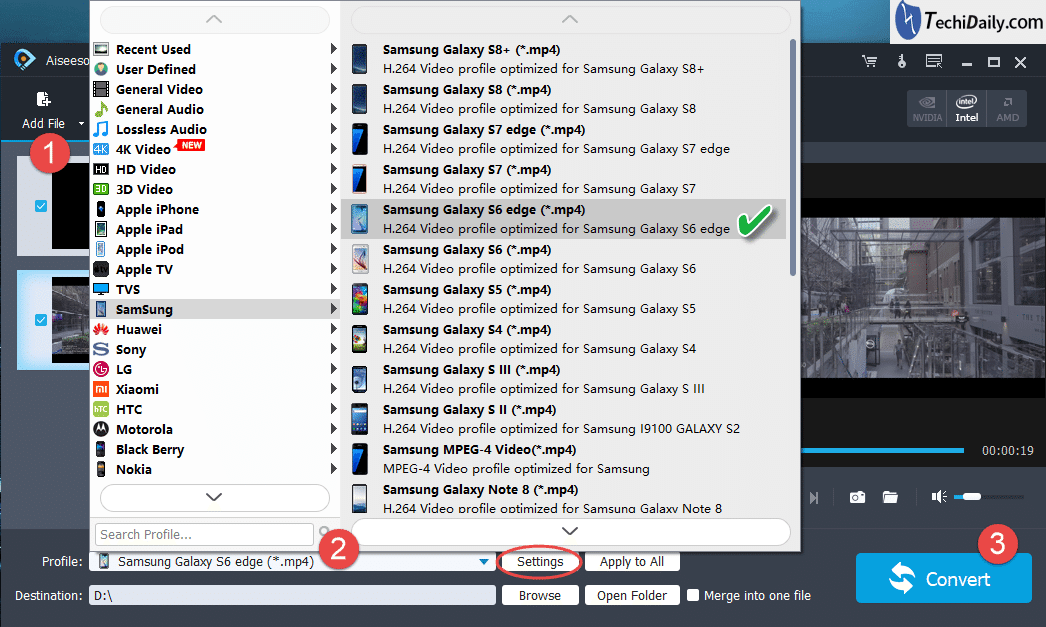 TechiDaily.com
Aiseeso
Add File
1
NVIDIA
Intel
AMD
Recent Used
User Defined
General Video
General Audio
Lossless Audio
4K Video NEW
HD Video
3D Video
Apple iPhone
Apple iPad
Apple iPod
Apple TV
TVS
SamSung
Huawei
Sony
LG
Xiaomi
HTC
Motorola
Black Berry
Nokia
Search Profile...
Samsung Galaxy S8+ (*.mp4)
H.264 Video profile optimized for Samsung Galaxy S8+
Samsung Galaxy S8 (*.mp4)
H.264 Video profile optimized for Samsung Galaxy S8
Samsung Galaxy S7 edge (*.mp4)
H.264 Video profile optimized for Samsung Galaxy S7 edge
Samsung Galaxy S7 (*.mp4)
H.264 Video profile optimized for Samsung Galaxy S7
Samsung Galaxy S6 edge (*.mp4)
H.264 Video profile optimized for Samsung Galaxy S6 edge
Samsung Galaxy S6 (*.mp4)
H.264 Video profile optimized for Samsung Galaxy S6
Samsung Galaxy S5 (*.mp4)
H.264 Video profile optimized for Samsung Galaxy S5
Samsung Galaxy S4 (*.mp4)
H.264 Video profile optimized for Samsung Galaxy S4
Samsung Galaxy S III (*.mp4)
H.264 Video profile optimized for Samsung Galaxy S III
Samsung Galaxy S II (*.mp4)
H.264 Video profile optimized for Samsung I9100 GALAXY S2
Samsung MPEG-4 Video(*.mp4)
MPEG-4 Video profile optimized for Samsung
Samsung Galaxy Note 8 (*.mp4)
H.264 Video profile optimized for Samsung Galaxy Note 8
00:00:19
2
3
Profile: Samsung Galaxy S6 edge (*.mp4) Settings Apply to All
Convert
Destination: D:\ Browse Open Folder Merge into one file